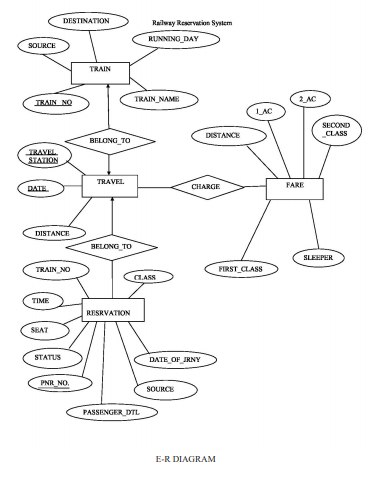 Railway Reservation System
DESTINATION
RUNNING_DAY
SOURCE
TRAIN
TRAIN_NO
TRAIN_NAME
2_AC
1_AC
SECOND
_CLASS
DISTANCE
BELONG_TO
TRAVEL
STATION
TRAVEL
CHARGE
FARE
DATE
DISTANCE
BELONG_TO
SLEEPER
FIRST_CLASS
TRAIN_NO
CLASS
TIME
RESRVATION
SEAT
STATUS
DATE_OF_JRNY
PNR_NO.
SOURCE
PASSENGER_DTL
E-R DIAGRAM